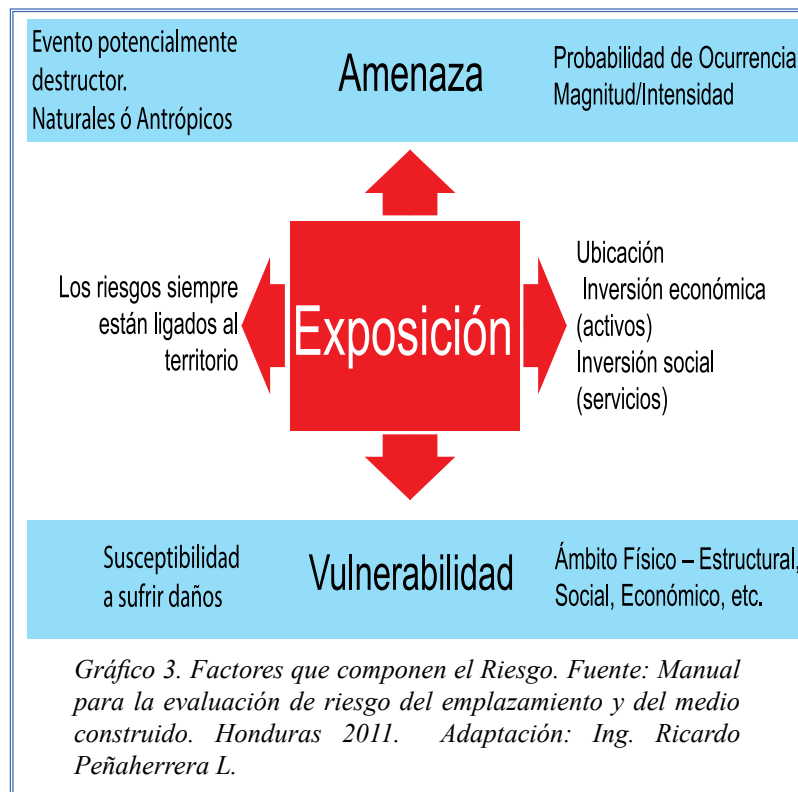 Evento potencialmente
destructor.
Naturales ó Antrópicos
Amenaza
Probabilidad de Ocurrencia
Magnitud/Intensidad
Los riesgos siempre
están ligados al
territorio
Exposición
Ubicación
Inversión económica
(activos)
Inversión social
(servicios)
Susceptibilidad
a sufrir daños
Vulnerabilidad
Ámbito Físico – Estructural,
Social, Económico, etc.
Gráfico 3. Factores que componen el Riesgo. Fuente: Manual
para la evaluación de riesgo del emplazamiento y del medio
construido. Honduras 2011. Adaptación: Ing. Ricardo
Peñaherrera L.